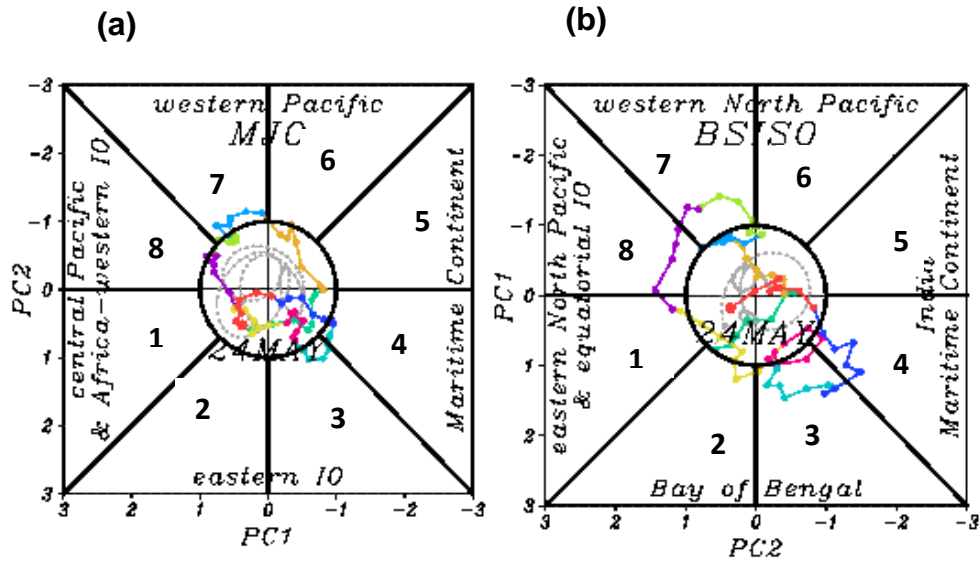 (a)
(b)
-3
-2
-1
0
1
2
3
PC2
western Pacific
MJC
central Pacific
& Africa-western IO
Maritime Continent
eastern IO
24MAY
1
2
3
4
5
6
7
8
3
2
1
0
-1
-2
-3
PC1
-3
-2
-1
0
1
2
3
PC1
western North Pacific
BSISO
eastern North Pacific
& equatorial IO
India
Maritime Continent
Bay of Bengal
24MAY
1
2
3
4
5
6
7
8
3
2
1
0
-1
-2
-3
PC2